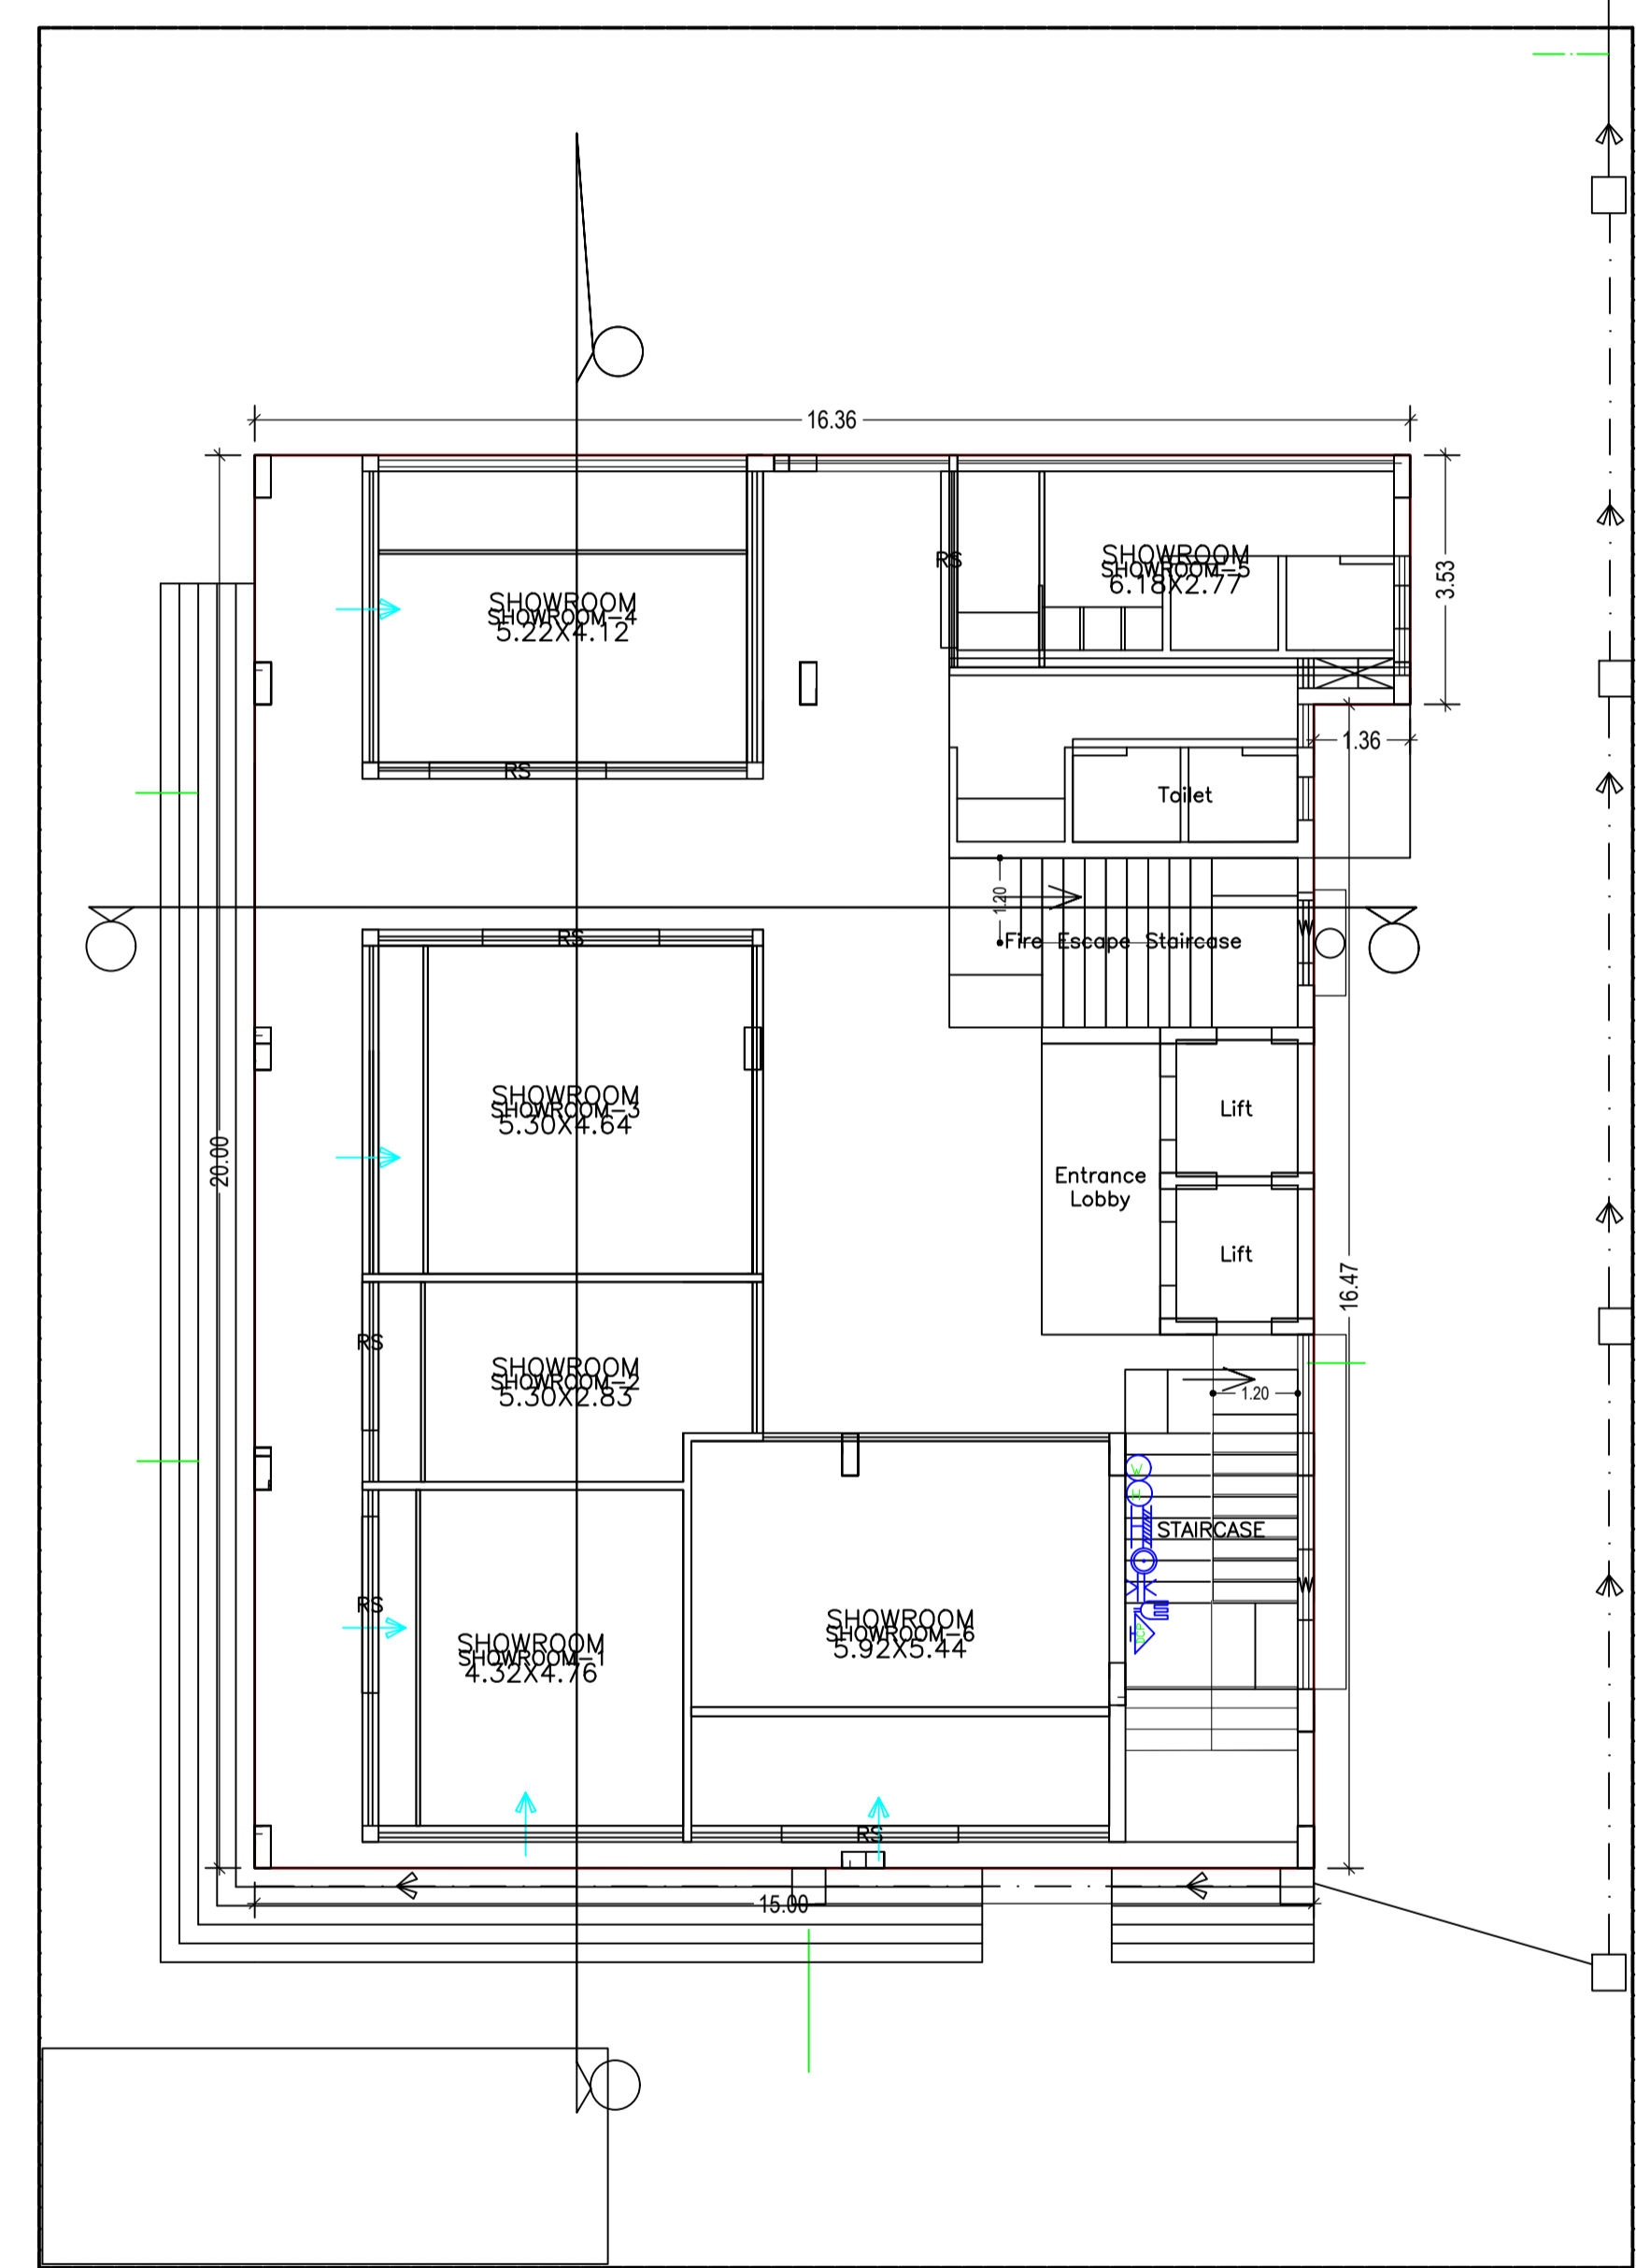 16.36
SHOWROOM
SHOWROOM-5
6.18X2.77
RS
3.53
SHOWROOM
SHOWROOM-4
5.22X4.12
RS
1.36
Toilet
1.20
W
Fire Escape Staircase
RS
SHOWROOM
SHOWROOM-3
5.30X4.64
Lift
20.00
Entrance
Lobby
Lift
16.47
RS
SHOWROOM
SHOWROOM-2
5.30X2.83
1.20
W
H
STAIRCASE
W
RS
SHOWROOM
SHOWROOM-6
5.92X5.44
DCP
SHOWROOM
SHOWROOM-1
4.32X4.76
RS
15.00